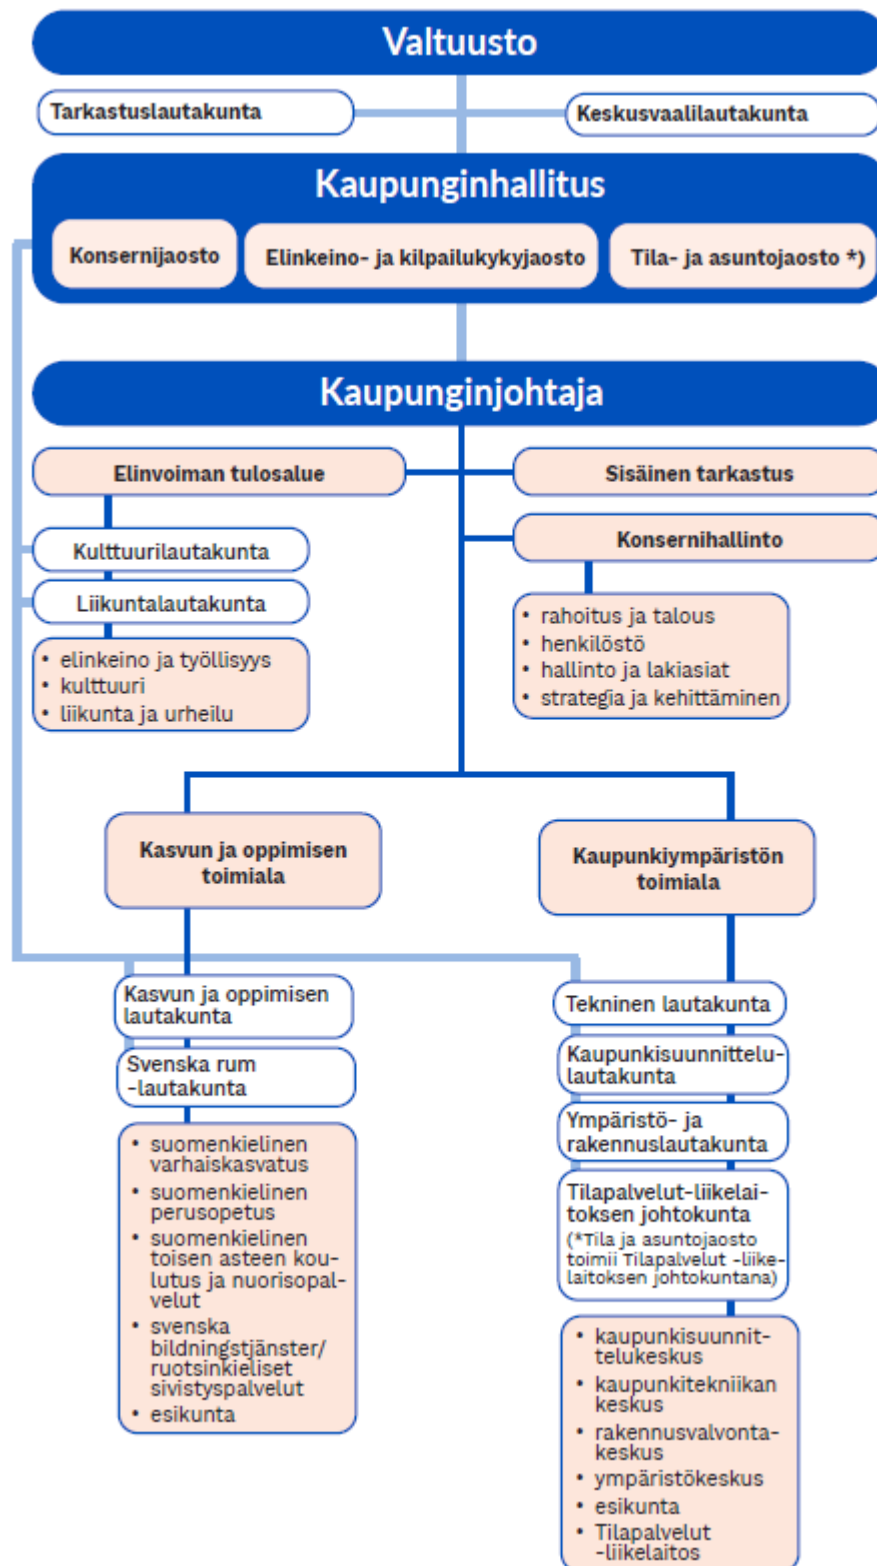 Valtuusto
Tarkastuslautakunta
Keskusvaalilautakunta
Kaupunginhallitus
Konsernijaosto
Elinkeino- ja kilpailukykyjaosto
Tila- ja asuntojaosto *)
Kaupunginjohtaja
Elinvoiman tulosalue
Kulttuurilautakunta
Liikuntalautakunta
• elinkeino ja työllisyys
• kulttuuri
• liikunta ja urheilu
Sisäinen tarkastus
Konsernihallinto
• rahoitus ja talous
• henkilöstö
• hallinto ja lakiasiat
• strategia ja kehittäminen
Kasvun ja oppimisen
toimiala
Kasvun ja oppimisen
lautakunta
Svenska rum
-lautakunta
• suomenkielinen
varhaiskasvatus
• suomenkielinen
perusopetus
• suomenkielinen
toisen asteen kou-
lutus ja nuorisopal-
velut
• svenska
bildningstjänster/
ruotsinkieliset
sivistyspalvelut
• esikunta
Kaupunkiympäristön
toimiala
Tekninen lautakunta
Kaupunkisuunnittelu-
lautakunta
Ympäristö- ja
rakennuslautakunta
Tilapalvelut-liikelai-
toksen johtokunta
(*Tila ja asuntojaosto
toimii Tilapalvelut -liike-
laitoksen johtokuntana)
• kaupunkisuunnit-
telukeskus
• kaupunkitekniikan
keskus
• rakennusvalvonta-
keskus
• ympäristökeskus
• esikunta
• Tilapalvelut
-liikelaitos